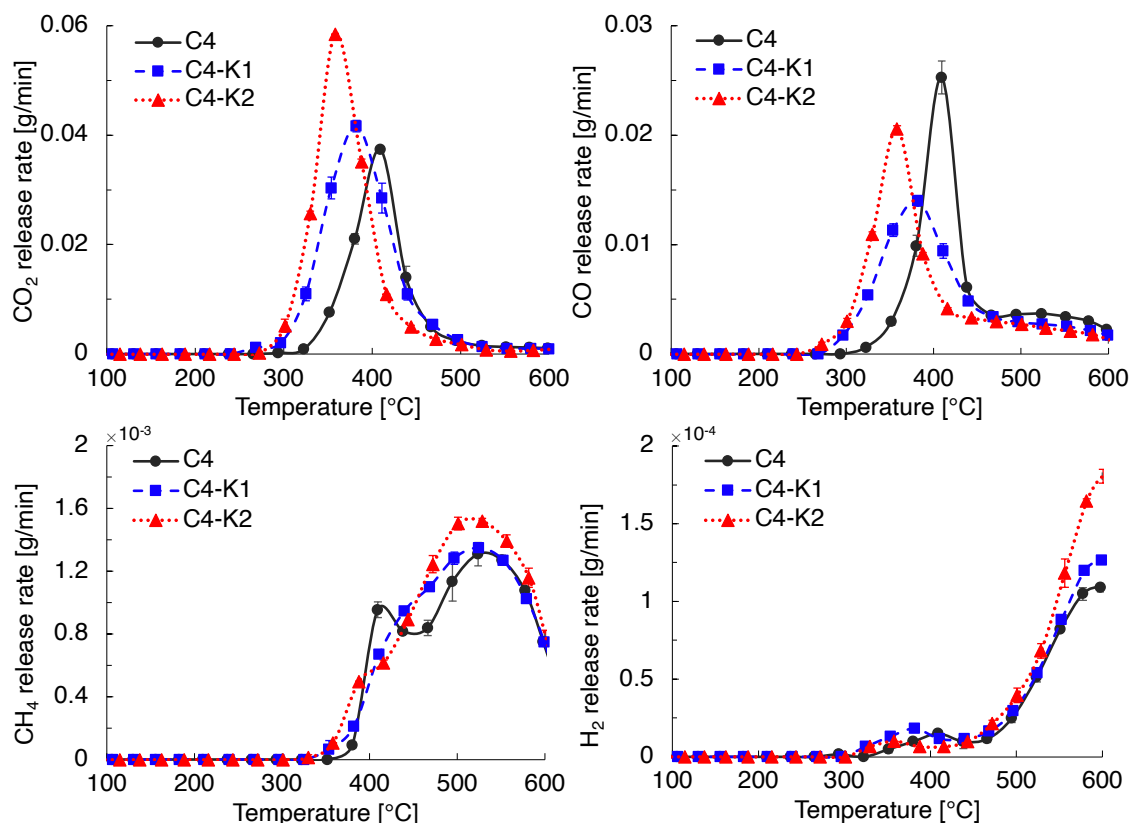 CO2 release rate [g/min]
0.06
0.04
0.02
0
C4
C4-K1
C4-K2
100 200 300 400 500 600
Temperature [°C]
CO release rate [g/min]
0.03
0.02
0.01
0
C4
C4-K1
C4-K2
100 200 300 400 500 600
Temperature [°C]
×10-3
CH4 release rate [g/min]
2
1.6
1.2
0.8
0.4
0
C4
C4-K1
C4-K2
100 200 300 400 500 600
Temperature [°C]
×10-4
H2 release rate [g/min]
2
1.5
1
0.5
0
C4
C4-K1
C4-K2
100 200 300 400 500 600
Temperature [°C]